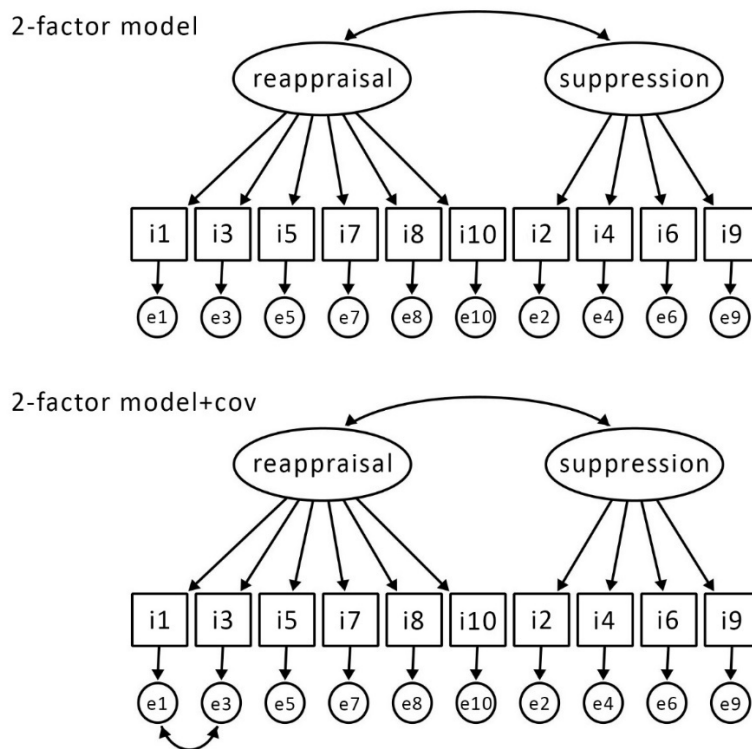 2-factor model
reappraisal suppression
i1 i3 i5 i7 i8 i10 i2 i4 i6 i9
e1 e3 e5 e7 e8 e10 e2 e4 e6 e9
2-factor model+cov
reappraisal suppression
i1 i3 i5 i7 i8 i10 i2 i4 i6 i9
e1 e3 e5 e7 e8 e10 e2 e4 e6 e9